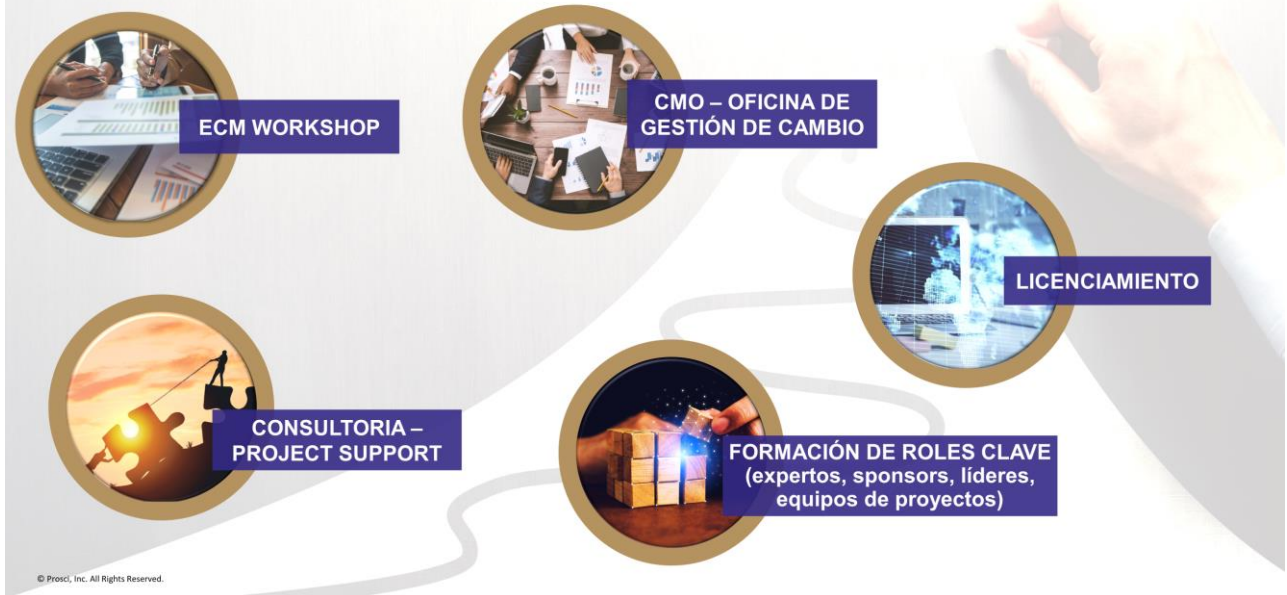 ECM WORKSHOP
CMO – OFICINA DE
GESTIÓN DE CAMBIO
LICENCIAMIENTO
CONSULTORIA –
PROJECT SUPPORT
FORMACIÓN DE ROLES CLAVE
(expertos, sponsors, líderes,
equipos de proyectos)
© Prosci, Inc. All Rights Reserved.